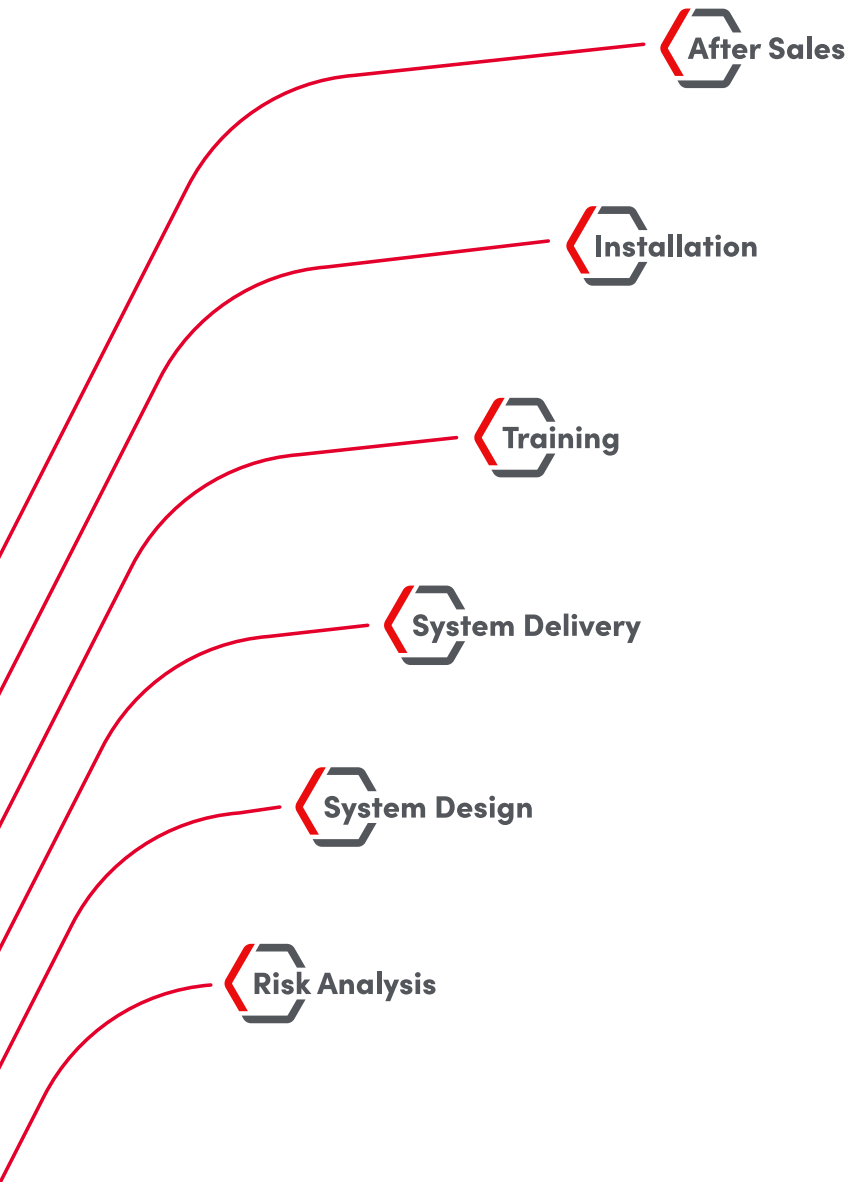 After Sales
Installation
Training
System Delivery
System Design
Risk Analysis